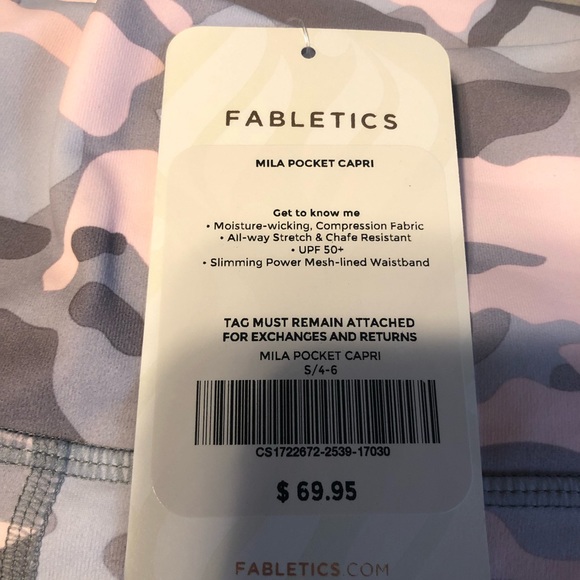 FABLETICS
MILA POCKET CAPRI
Get to know me
• Moisture-wicking, Compression Fabric
• All-way Stretch & Chafe Resistant
• UPF 50+
• Slimming Power Mesh-lined Waistband
TAG MUST REMAIN ATTACHED
FOR EXCHANGES AND RETURNS
MILA POCKET CAPRI
S/4-6
CS1722672-2539-17030
$ 69.95
FABLETICS.COM